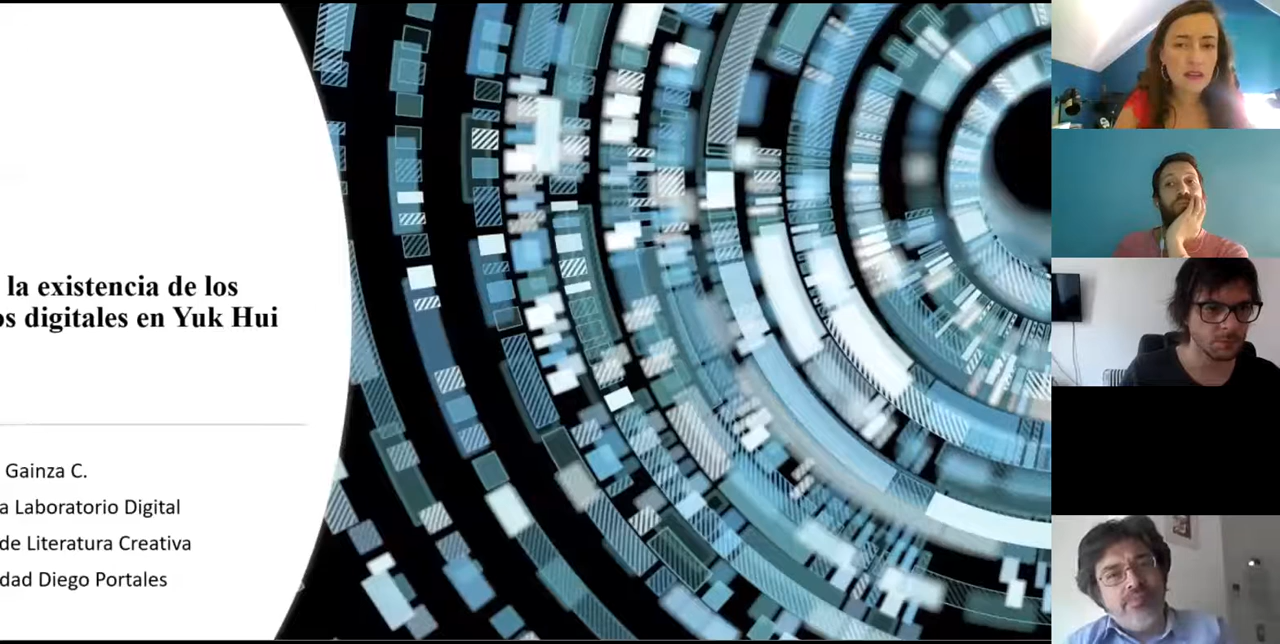 la existencia de los
os digitales en Yuk Hui
Gainza C.
a Laboratorio Digital
de Literatura Creativa
dad Diego Portales